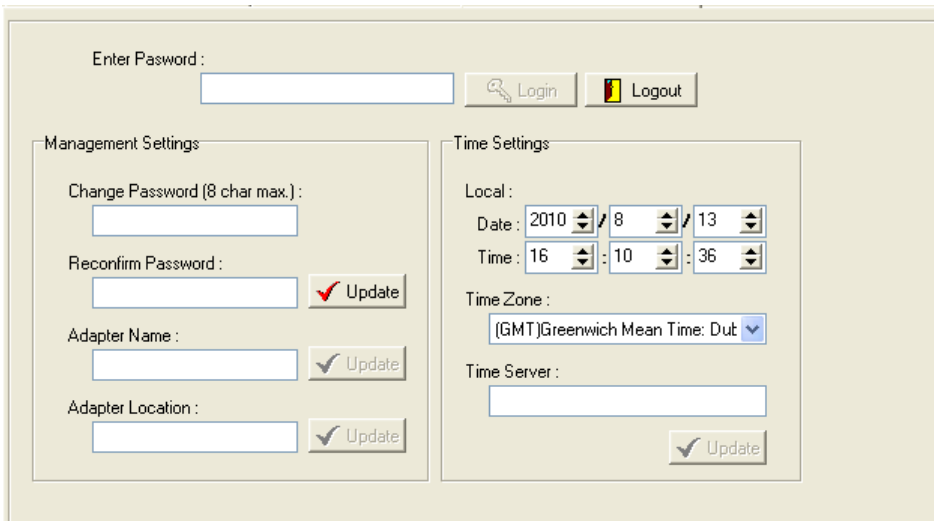 Enter Pasword :
Login
Logout
Management Settings
Change Password (8 char max.) :
Reconfirm Password :
Update
Adapter Name :
Update
Adapter Location :
Update
Time Settings
Local :
Date : 2010 / 8 / 13
Time : 16 : 10 : 36
Time Zone :
(GMT)Greenwich Mean Time: Dub
Time Server :
Update